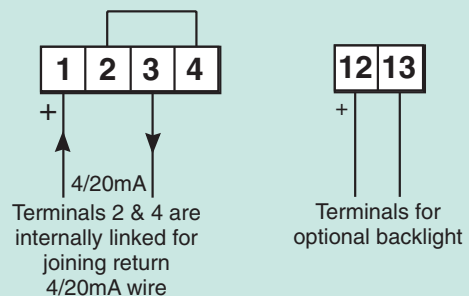 1 2 3 4
12 13
+
+
4/20mA
Terminals 2 & 4 are
internally linked for
joining return
4/20mA wire
Terminals for
optional backlight